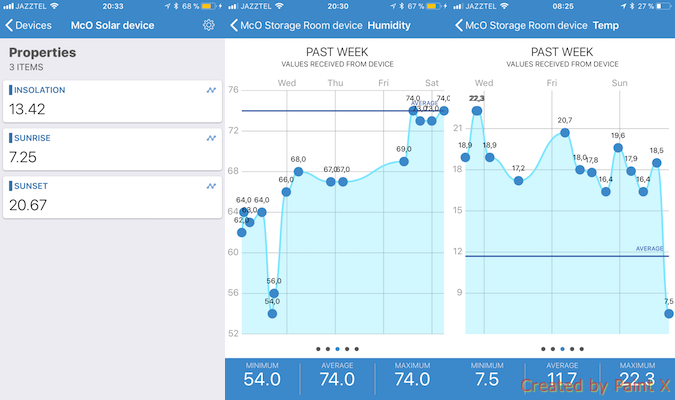 JAZZTEL 20:33 68 %
Devices McO Solar device
Properties
3 ITEMS
INSOLATION
13.42
SUNRISE
7.25
SUNSET
20.67
JAZZTEL 20:30 67 %
McO Storage Room device Humidity
PAST WEEK
VALUES RECEIVED FROM DEVICE
Wed Thu Fri Sat
76
72
68
64
60
56
52
AVERAGE
62,0
64,0
63,0
64,0
54,0
56,0
66,0
68,0
67,0
67,0
69,0
74,0
73,0
73,0
74,0
MINIMUM AVERAGE MAXIMUM
54.0 74.0 74.0
JAZZTEL 08:25 27 %
McO Storage Room device Temp
PAST WEEK
VALUES RECEIVED FROM DEVICE
Wed Fri Sun
21
18
15
12
9
AVERAGE
18,9
22,3
18,9
17,2
20,7
18,0
17,8
16,4
19,6
17,9
16,4
18,5
7,5
MINIMUM AVERAGE MAXIMUM
7.5 11.7 22.3
Created by Paint X